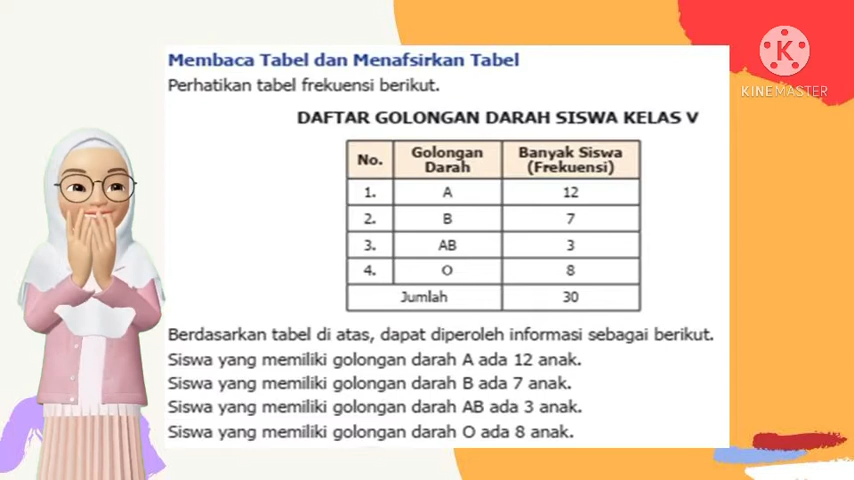 Membaca Tabel dan Menafsirkan Tabel
Perhatikan tabel frekuensi berikut.
DAFTAR GOLONGAN DARAH SISWA KELAS V
No. Golongan Darah Banyak Siswa (Frekuensi)
1. A 12
2. B 7
3. AB 3
4. O 8
Jumlah 30
Berdasarkan tabel di atas, dapat diperoleh informasi sebagai berikut.
Siswa yang memiliki golongan darah A ada 12 anak.
Siswa yang memiliki golongan darah B ada 7 anak.
Siswa yang memiliki golongan darah AB ada 3 anak.
Siswa yang memiliki golongan darah O ada 8 anak.
K
KINEMASTER